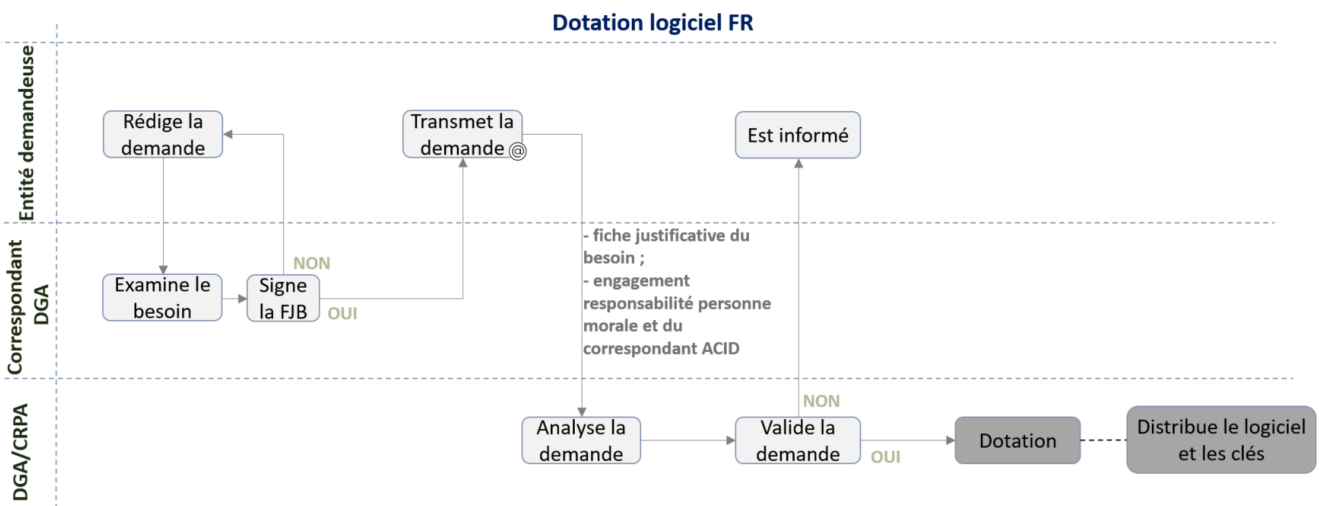 Dotation logiciel FR
Entité demandeuse
Rédige la
demande
Transmet la
demande @
Est informé
Correspondant
DGA
Examine le
besoin
Signe
la FJB
NON
OUI
- fiche justificative du
besoin ;
- engagement
responsabilité personne
morale et du
correspondant ACID
DGA/CRPA
Analyse la
demande
Valide la
demande
NON
OUI
Dotation
Distribue le logiciel
et les clés